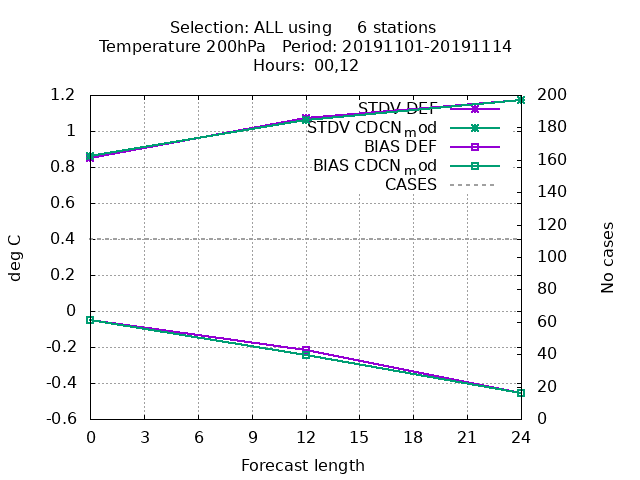 Selection: ALL using 6 stations
Temperature 200hPa Period: 20191101-20191114
Hours: 00,12
1.2
1
0.8
0.6
0.4
0.2
0
-0.2
-0.4
-0.6
deg C
STDV DEF
STDV CDCN_mod
BIAS DEF
BIAS CDCN_mod
CASES
200
180
160
140
120
100
80
60
40
20
0
No cases
0 3 6 9 12 15 18 21 24
Forecast length